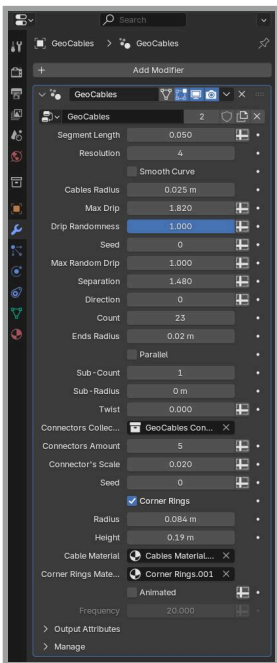 Search
GeoCables > GeoCables
+ Add Modifier
GeoCables
GeoCables 2
Segment Length 0.050
Resolution 4
Smooth Curve
Cables Radius 0.025 m
Max Drip 1.820
Drip Randomness 1.000
Seed 0
Max Random Drip 1.000
Separation 1.480
Direction 0
Count 23
Ends Radius 0.02 m
Parallel
Sub-Count 1
Sub-Radius 0 m
Twist 0.000
Connectors Collec... GeoCables Con...
Connectors Amount 5
Connector's Scale 0.020
Seed 0
Corner Rings
Radius 0.084 m
Height 0.19 m
Cable Material Cables Material....
Corner Rings Mate... Corner Rings.001
Animated
Frequency 20.000
> Output Attributes
> Manage